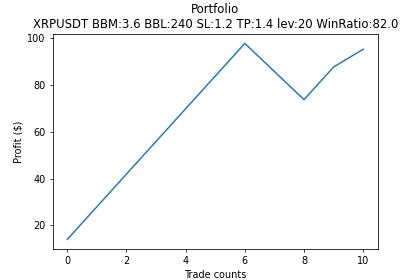 Portfolio
XRPUSDT BBM:3.6 BBL:240 SL:1.2 TP:1.4 lev:20 WinRatio:82.0
100
80
60
40
20
Profit ($)
0 2 4 6 8 10
Trade counts